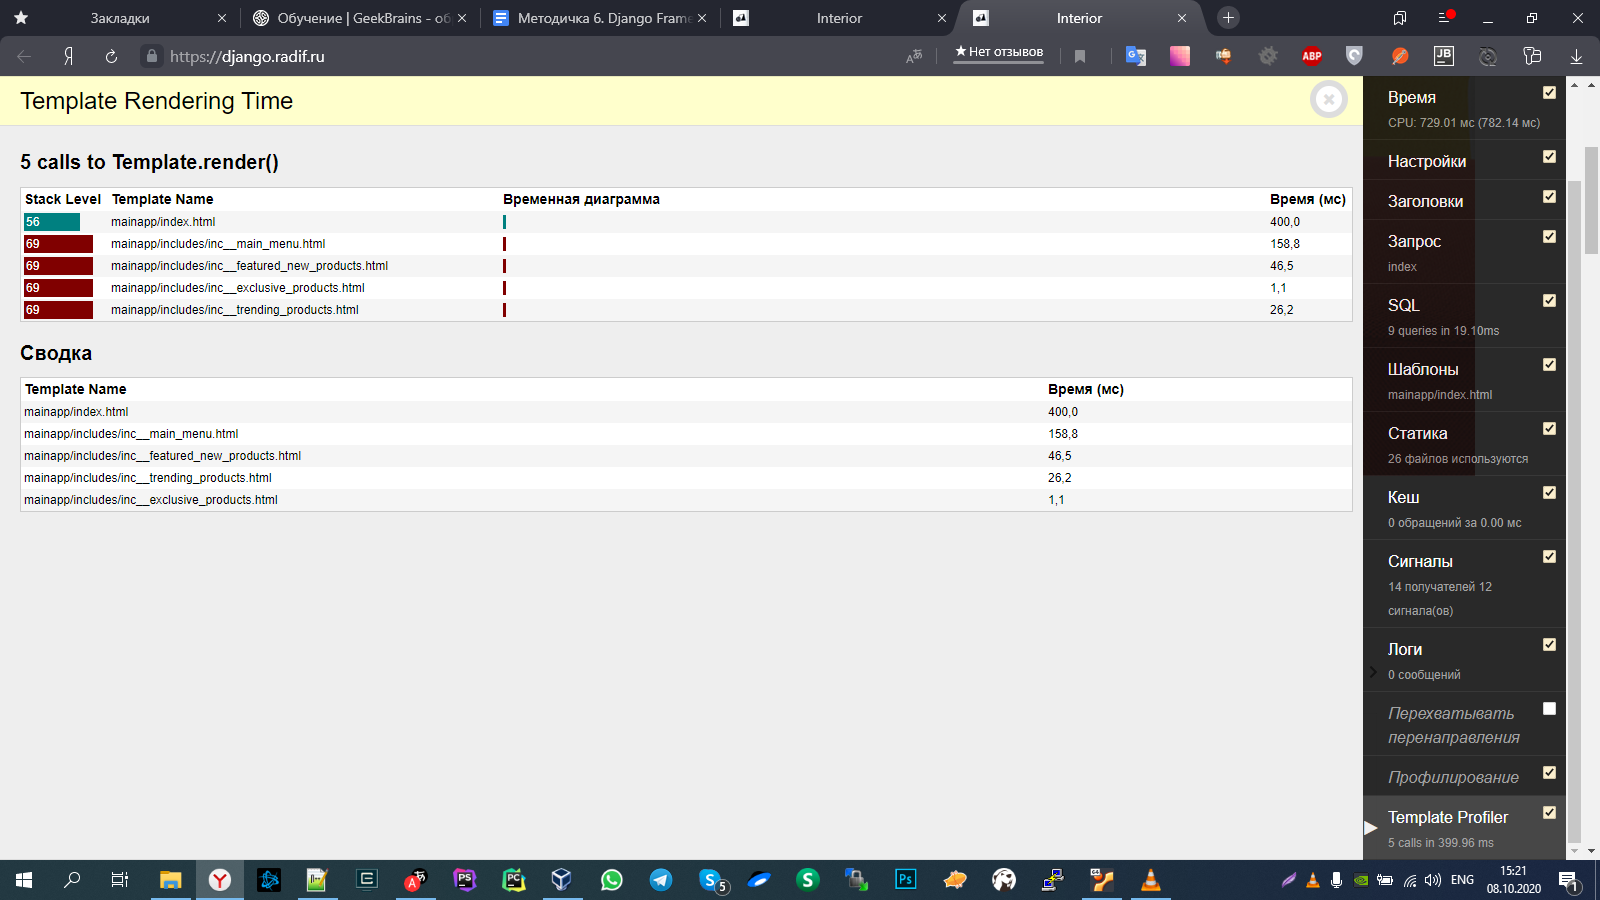 Закладки
Обучение | GeekBrains - об
Методичка 6. Django Frame
Interior
Interior
https://django.radif.ru
★Нет отзывов
ABP
JB
Template Rendering Time
5 calls to Template.render()
Stack Level Template Name Временная диаграмма Время (мс)
56 mainapp/index.html 400,0
69 mainapp/includes/inc__main_menu.html 158,8
69 mainapp/includes/inc__featured_new_products.html 46,5
69 mainapp/includes/inc__exclusive_products.html 1,1
69 mainapp/includes/inc__trending_products.html 26,2
Сводка
Template Name Время (мс)
mainapp/index.html 400,0
mainapp/includes/inc__main_menu.html 158,8
mainapp/includes/inc__featured_new_products.html 46,5
mainapp/includes/inc__trending_products.html 26,2
mainapp/includes/inc__exclusive_products.html 1,1
Время
CPU: 729.01 мс (782.14 мс)
Настройки
Заголовки
Запрос
index
SQL
9 queries in 19.10ms
Шаблоны
mainapp/index.html
Статика
26 файлов используются
Кеш
0 обращений за 0.00 мс
Сигналы
14 получателей 12
сигнала(ов)
Логи
0 сообщений
Перехватывать
перенаправления
Профилирование
Template Profiler
5 calls in 399.96 ms
PS
PC
S 5
S
Ps
ENG
15:21
08.10.2020
1